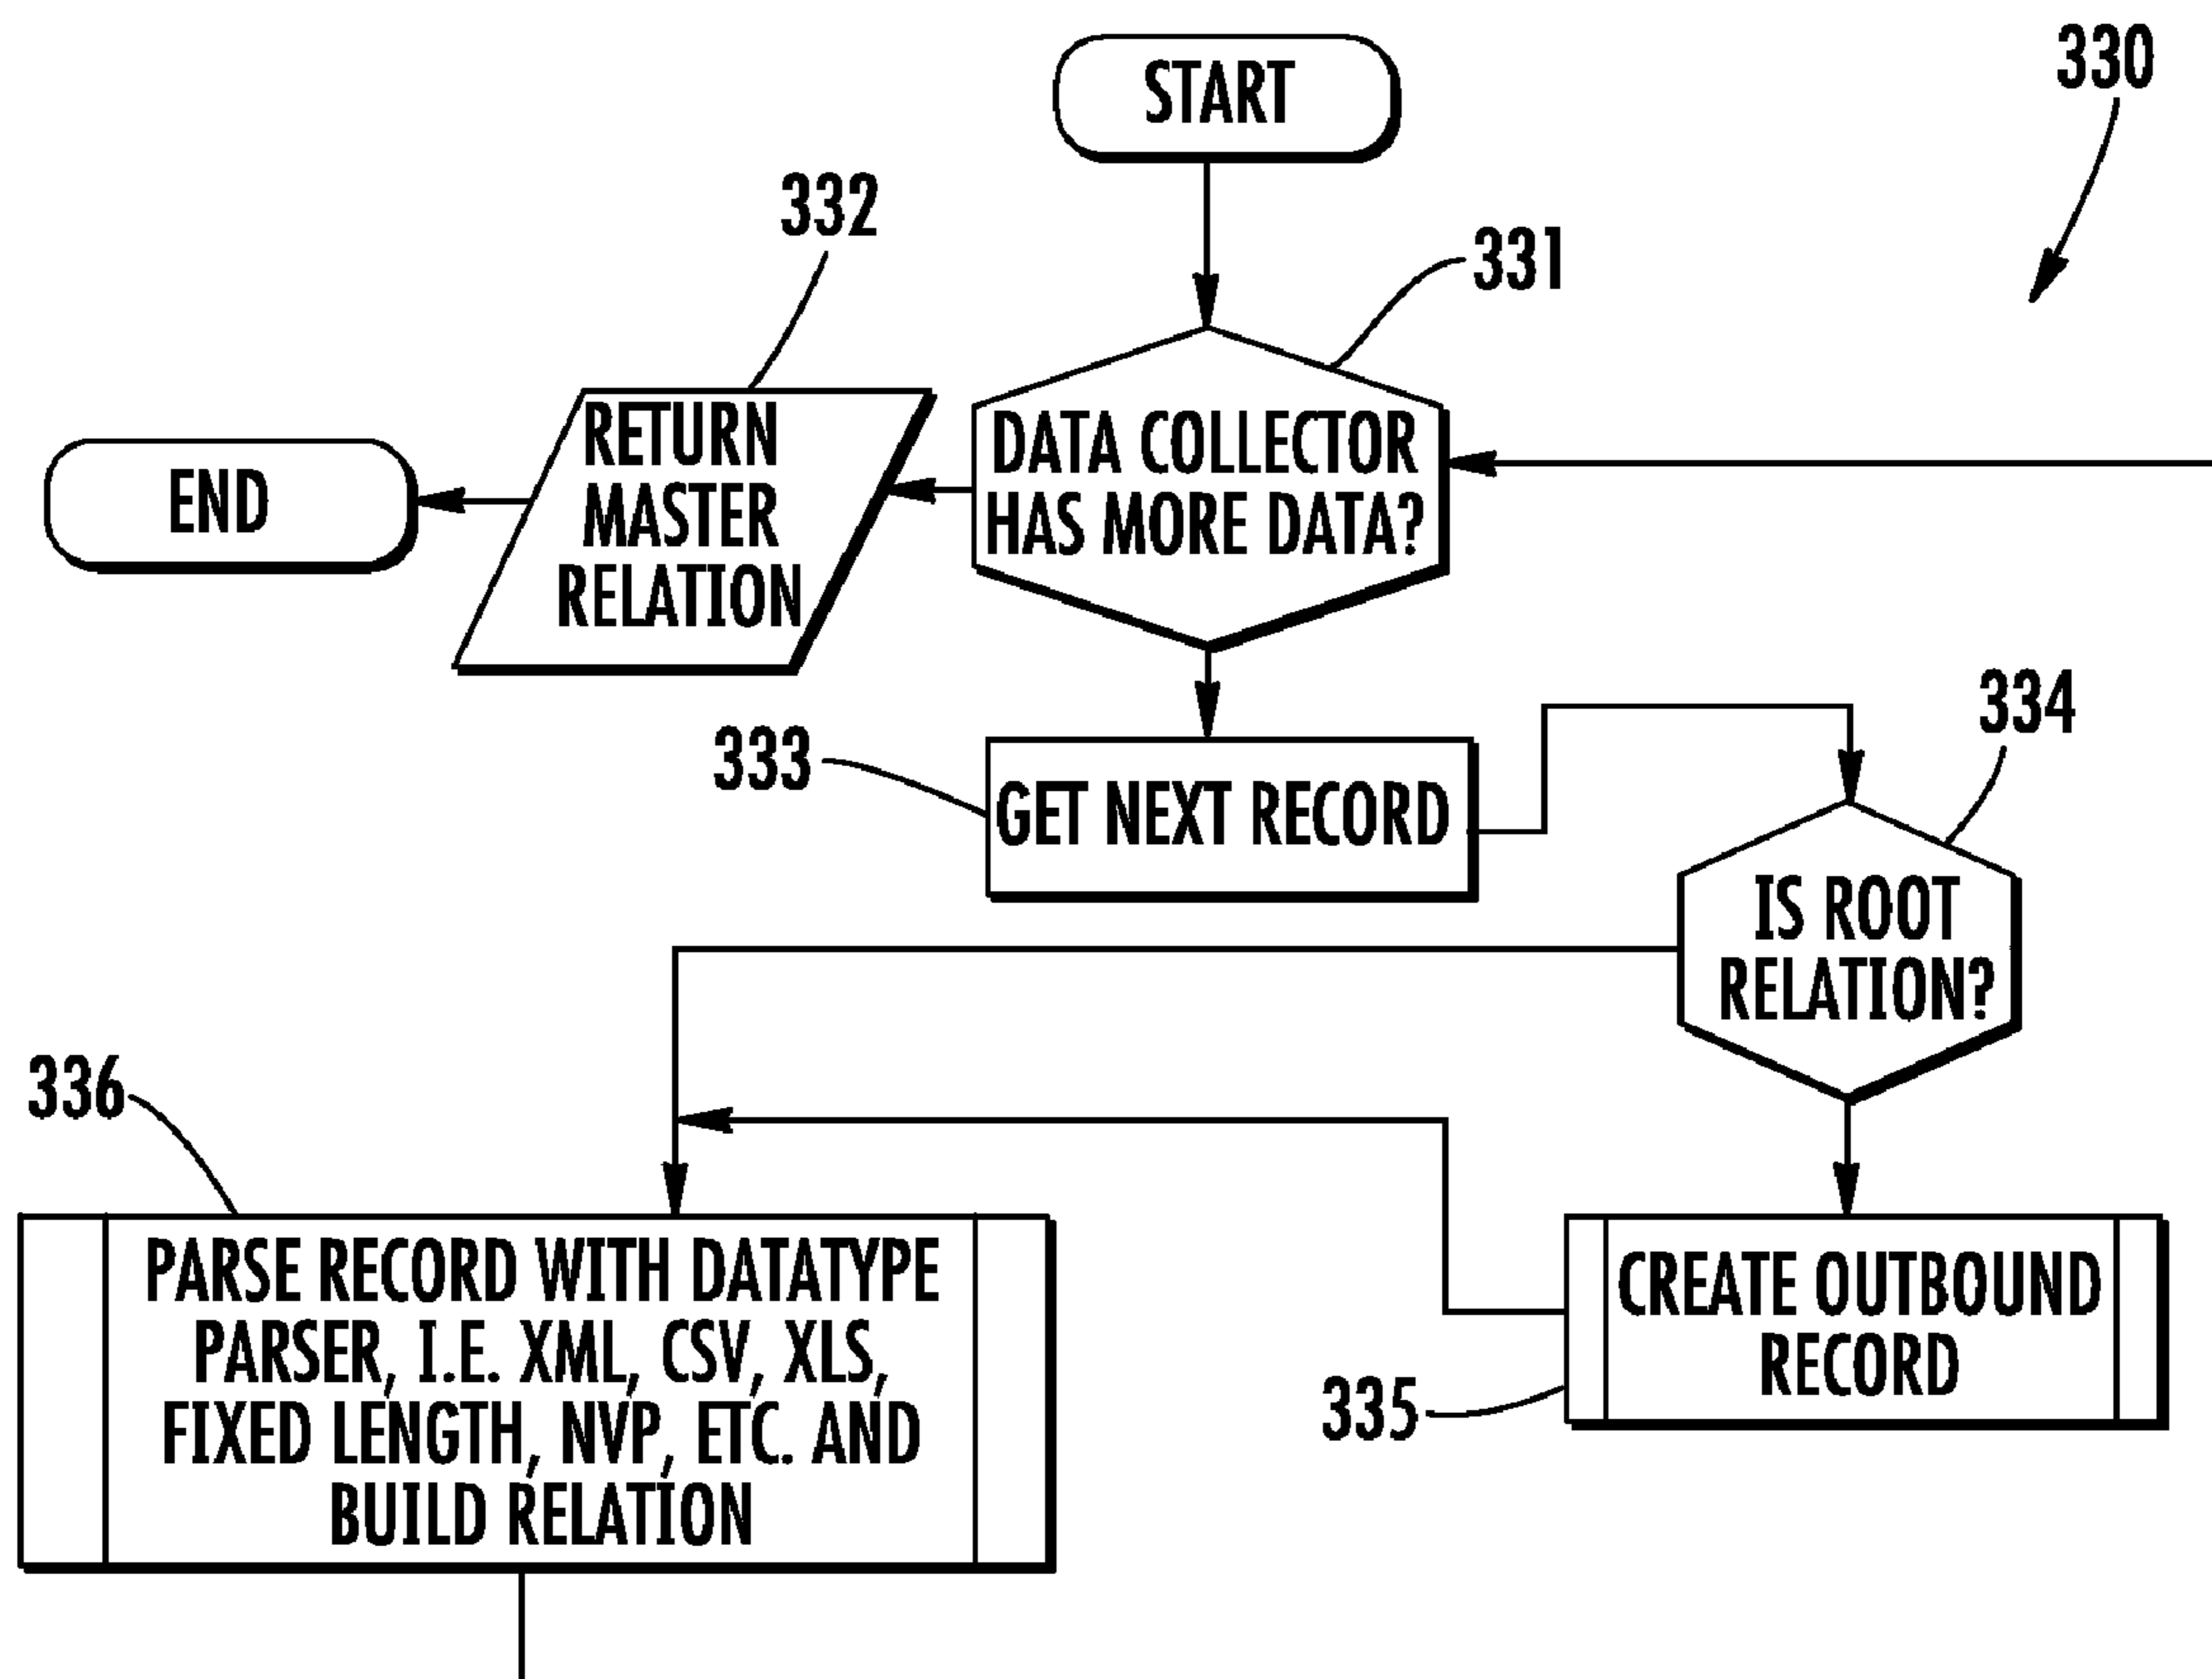 START
330
332
331
END
RETURN
MASTER
RELATION
DATA COLLECTOR
HAS MORE DATA?
333
GET NEXT RECORD
334
IS ROOT
RELATION?
336
PARSE RECORD WITH DATATYPE
PARSER, I.E. XML, CSV, XLS,
FIXED LENGTH, NVP, ETC. AND
BUILD RELATION
335
CREATE OUTBOUND
RECORD